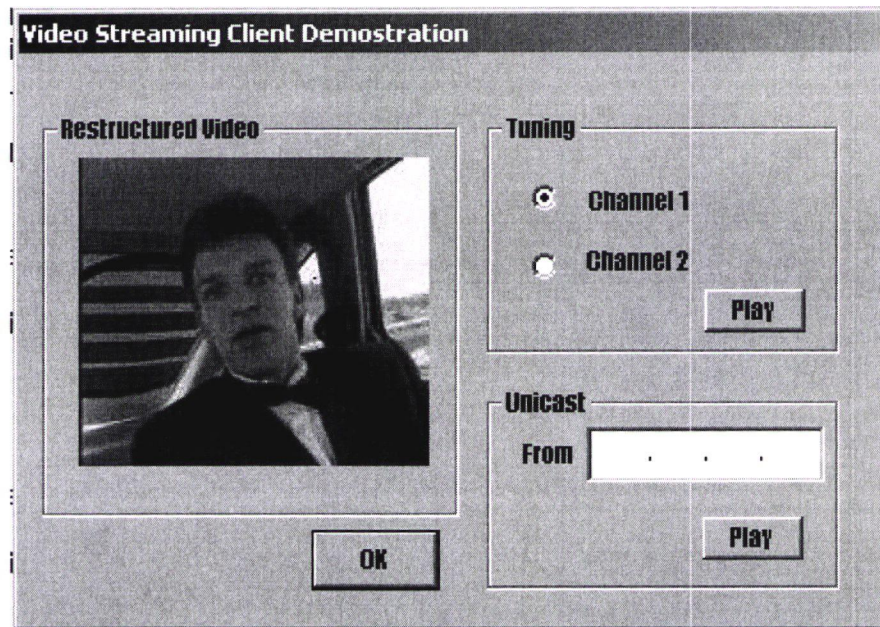 Video Streaming Client Demostration
Restructured Video
Tuning
Channel 1
Channel 2
Play
Unicast
From . . .
Play
OK